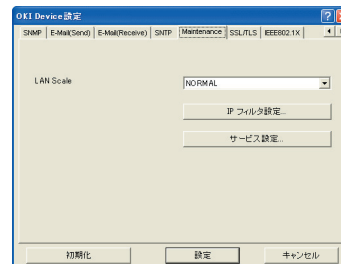 OKI Device設定
SNMP E-Mail(Send) E-Mail(Receive) SNTP Maintenance SSL/TLS IEEE802.1X
LAN Scale NORMAL
IP フィルタ設定...
サービス設定...
初期化 設定 キャンセル